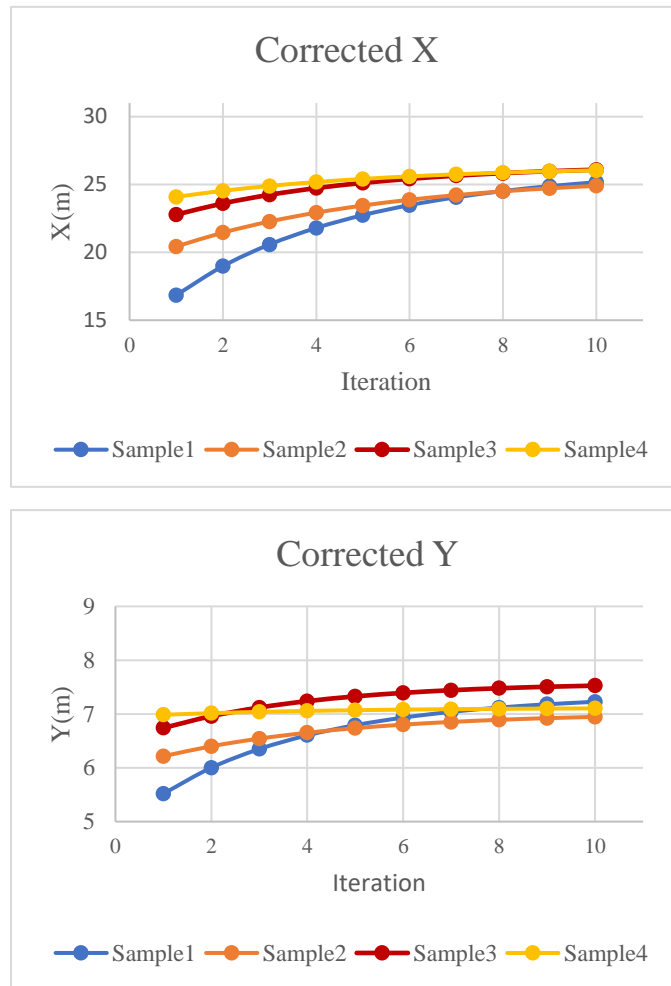 Corrected X
30
25
20
15
X(m)
0 2 4 6 8 10
Iteration
Sample1 Sample2 Sample3 Sample4
Corrected Y
9
8
7
6
5
Y(m)
0 2 4 6 8 10
Iteration
Sample1 Sample2 Sample3 Sample4